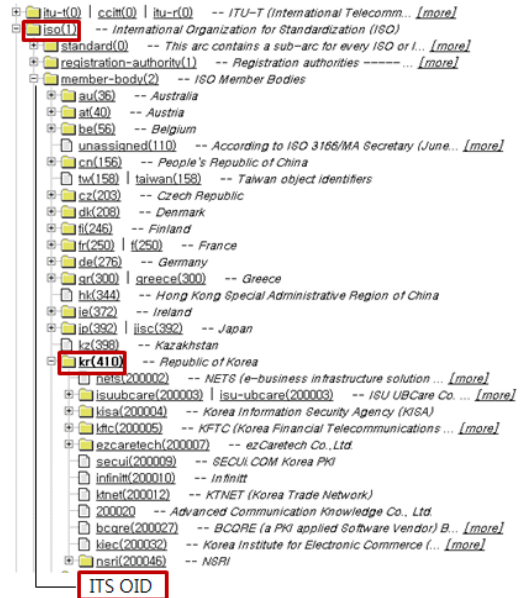 itu-t(0) | ccitt(0) | itu-r(0) -- ITU-T (International Telecomm... [more]
iso(1) -- International Organization for Standardization (ISO)
standard(0) -- This arc contains a sub-arc for every ISO or I... [more]
registration-authority(1) -- Registration authorities ----- ... [more]
member-body(2) -- ISO Member Bodies
au(36) -- Australia
at(40) -- Austria
be(56) -- Belgium
unassigned(110) -- According to ISO 3166/MA Secretary (June... [more]
cn(156) -- People's Republic of China
tw(158) | taiwan(158) -- Taiwan object identifiers
cz(203) -- Czech Republic
dk(208) -- Denmark
fi(246) -- Finland
fr(250) | f(250) -- France
de(276) -- Germany
gr(300) | greece(300) -- Greece
hk(344) -- Hong Kong Special Administrative Region of China
ie(372) -- Ireland
jp(392) | jisc(392) -- Japan
kz(398) -- Kazakhstan
kr(410) -- Republic of Korea
nets(200002) -- NETS (e-business infrastructure solution ... [more]
isuubcare(200003) | isu-ubcare(200003) -- ISU UBCare Co. ... [more]
kisa(200004) -- Korea Information Security Agency (KISA)
kftc(200005) -- KFTC (Korea Financial Telecommunications ... [more]
ezcaretech(200007) -- ezCaretech Co.,Ltd.
secui(200009) -- SECUi.COM Korea PKI
infinitt(200010) -- Infinitt
ktnet(200012) -- KTNET (Korea Trade Network)
200020 -- Advanced Communication Knowledge Co., Ltd.
bcqre(200027) -- BCQRE (a PKI applied Software Vendor) B... [more]
kiec(200032) -- Korea Institute for Electronic Commerce (... [more]
nsri(200046) -- NSRI
ITS OID